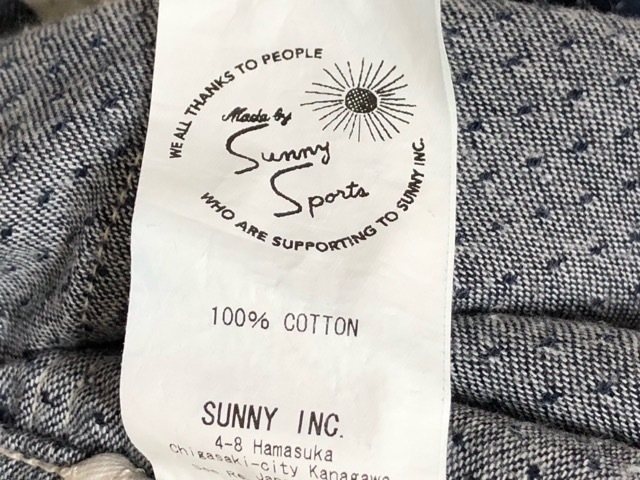 WE ALL THANKS TO PEOPLE
Made by
Sunny
Sports
WHO ARE SUPPORTING TO SUNNY INC.
100% COTTON
SUNNY INC.
4-8 Hamasuka
Chigasaki-city Kanagawa